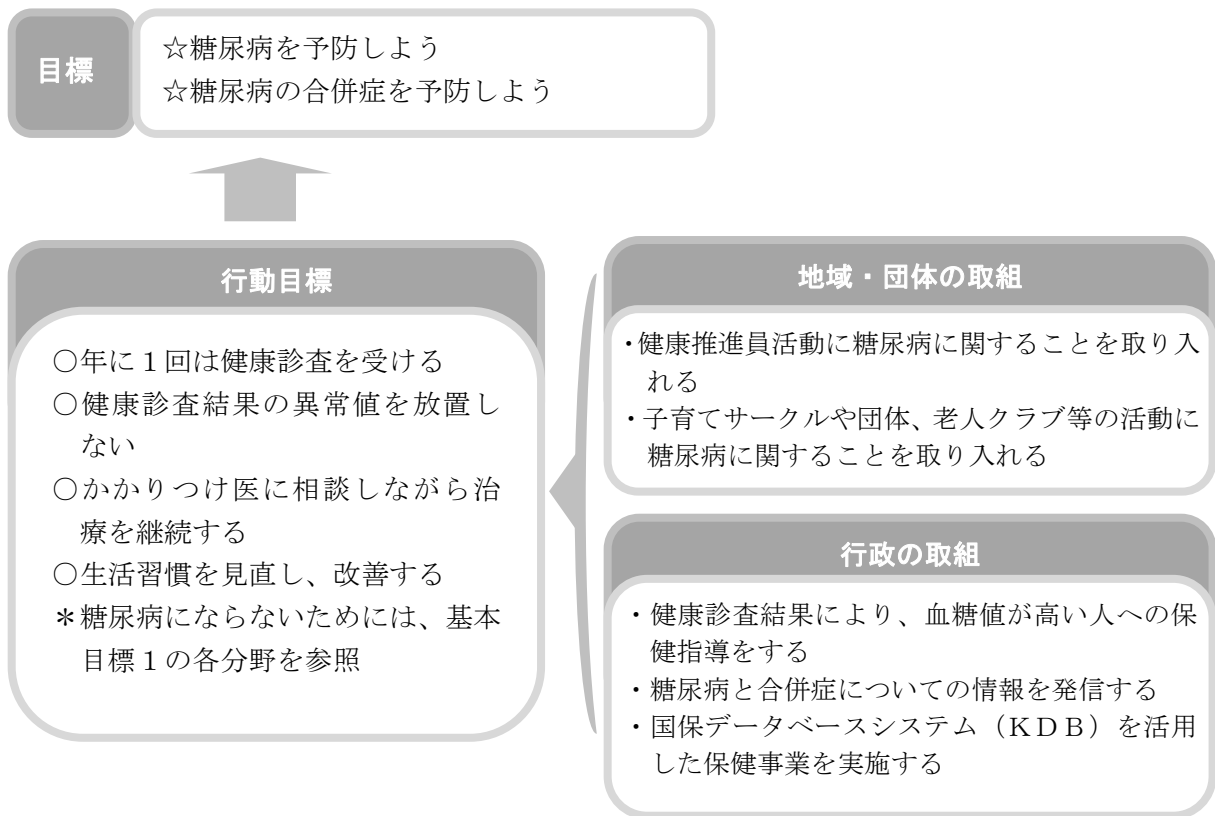 目標
☆糖尿病を予防しよう
☆糖尿病の合併症を予防しよう
行動目標
○年に１回は健康診査を受ける
○健康診査結果の異常値を放置し
ない
○かかりつけ医に相談しながら治
療を継続する
○生活習慣を見直し、改善する
＊糖尿病にならないためには、基本
目標１の各分野を参照
地域・団体の取組
・健康推進員活動に糖尿病に関することを取り入
れる
・子育てサークルや団体、老人クラブ等の活動に
糖尿病に関することを取り入れる
行政の取組
・健康診査結果により、血糖値が高い人への保
健指導をする
・糖尿病と合併症についての情報を発信する
・国保データベースシステム（ＫＤＢ）を活用
した保健事業を実施する